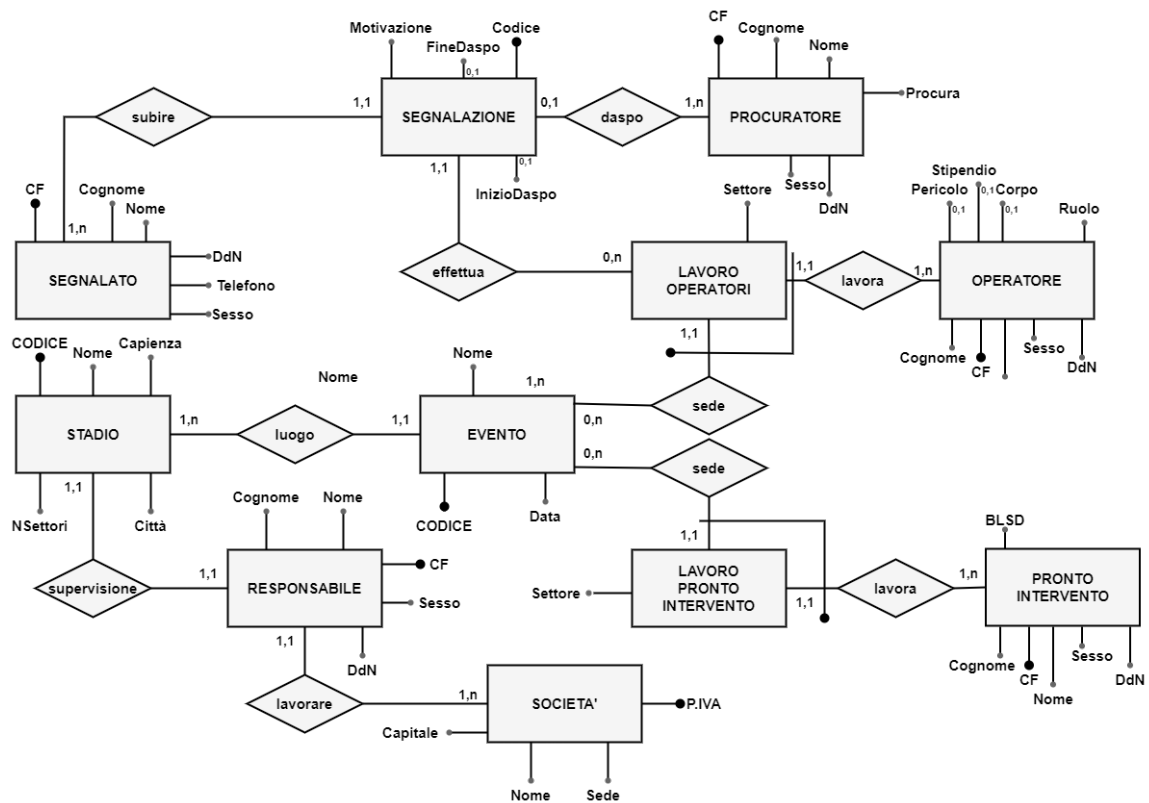 Motivazione
FineDaspo
0,1
Codice
CF
Cognome
Nome
Procura
subire
1,1
SEGNALAZIONE
0,1
daspo
1,n
PROCURATORE
1,1
0,1
InizioDaspo
Sesso
DdN
CF
Cognome
Nome
1,n
SEGNALATO
DdN
Telefono
Sesso
effettua
0,n
Settore
LAVORO
OPERATORI
1,1
lavora
1,n
Stipendio
Pericolo
0,1
0,1
Corpo
0,1
Ruolo
OPERATORE
Cognome
CF
Sesso
DdN
1,1
CODICE
Nome
Capienza
STADIO
1,n
luogo
Nome
1,1
Nome
1,n
EVENTO
0,n
sede
0,n
sede
NSettori
Città
1,1
CODICE
Data
supervisione
1,1
Cognome
Nome
RESPONSABILE
CF
Sesso
DdN
1,1
1,1
Settore
LAVORO
PRONTO
INTERVENTO
1,1
lavora
1,n
BLSD
PRONTO
INTERVENTO
Cognome
CF
Nome
Sesso
DdN
lavorare
1,n
SOCIETA'
P.IVA
Capitale
Nome
Sede